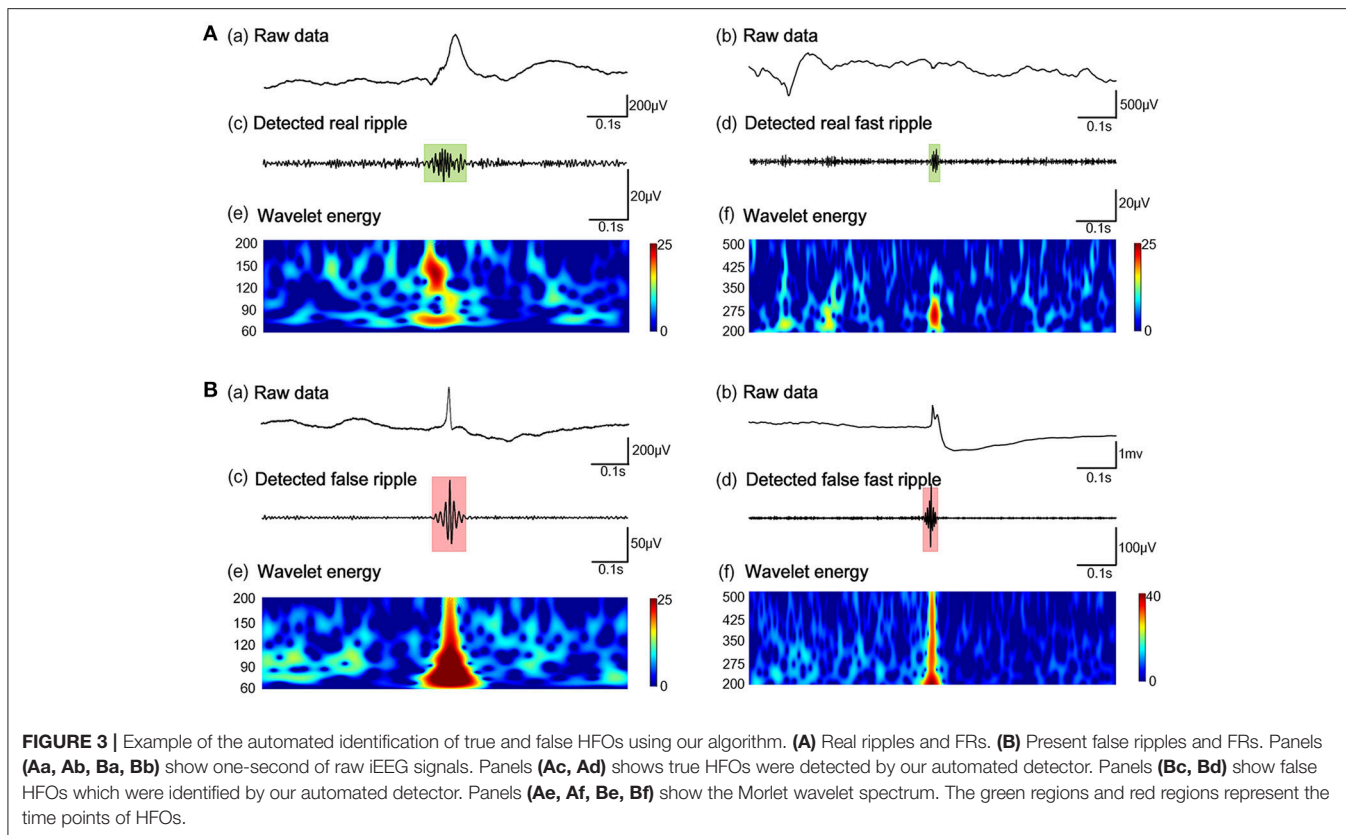 A (a) Raw data
200μV
0.1s
(c) Detected real ripple
20μV
0.1s
(e) Wavelet energy
200
150
120
90
60
25
0
(b) Raw data
500μV
0.1s
(d) Detected real fast ripple
20μV
0.1s
(f) Wavelet energy
500
425
350
275
200
25
0
B (a) Raw data
200μV
0.1s
(c) Detected false ripple
50μV
0.1s
(e) Wavelet energy
200
150
120
90
60
25
0
(b) Raw data
1mv
0.1s
(d) Detected false fast ripple
100μV
0.1s
(f) Wavelet energy
500
425
350
275
200
40
0
FIGURE 3 | Example of the automated identification of true and false HFOs using our algorithm. (A) Real ripples and FRs. (B) Present false ripples and FRs. Panels
(Aa, Ab, Ba, Bb) show one-second of raw iEEG signals. Panels (Ac, Ad) shows true HFOs were detected by our automated detector. Panels (Bc, Bd) show false
HFOs which were identified by our automated detector. Panels (Ae, Af, Be, Bf) show the Morlet wavelet spectrum. The green regions and red regions represent the
time points of HFOs.